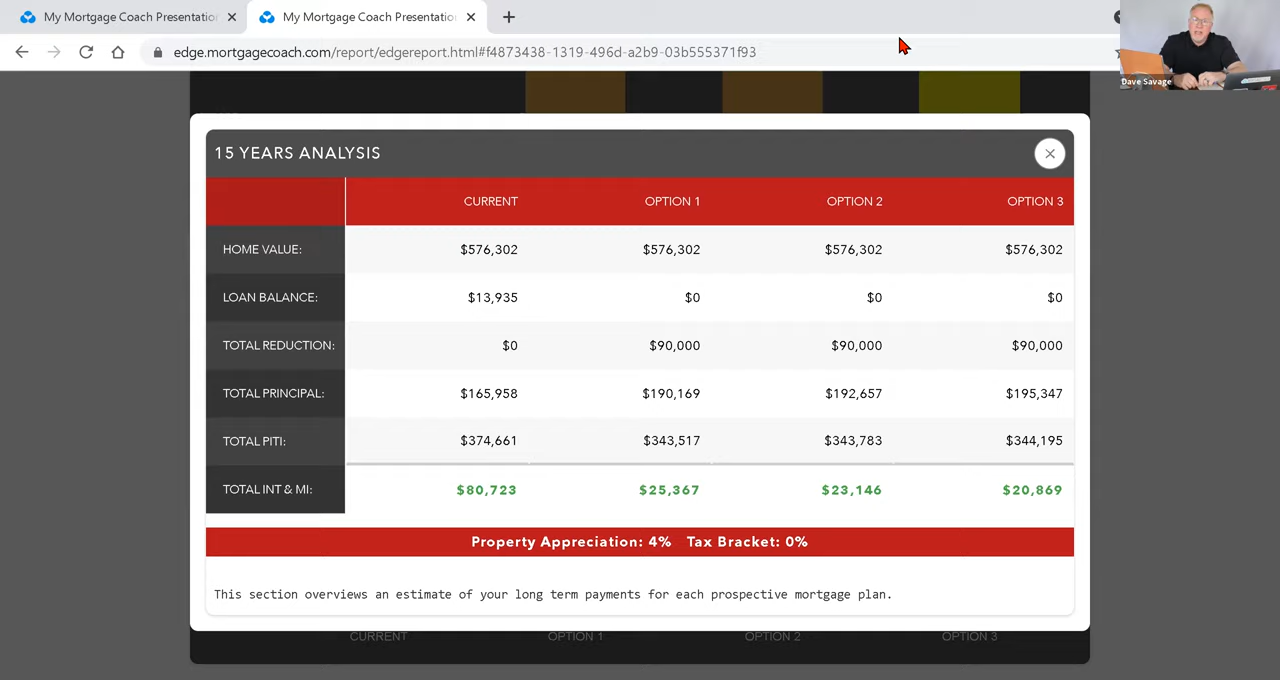 My Mortgage Coach Presentation
My Mortgage Coach Presentation
edge.mortgagecoach.com/report/edgereport.html#f4873438-1319-496d-a2b9-03b555371f93
Dave Savage
15 YEARS ANALYSIS
CURRENT OPTION 1 OPTION 2 OPTION 3
HOME VALUE: $576,302 $576,302 $576,302 $576,302
LOAN BALANCE: $13,935 $0 $0 $0
TOTAL REDUCTION: $0 $90,000 $90,000 $90,000
TOTAL PRINCIPAL: $165,958 $190,169 $192,657 $195,347
TOTAL PITI: $374,661 $343,517 $343,783 $344,195
TOTAL INT & MI: $80,723 $25,367 $23,146 $20,869
Property Appreciation: 4% Tax Bracket: 0%
This section overviews an estimate of your long term payments for each prospective mortgage plan.
CURRENT OPTION 1 OPTION 2 OPTION 3